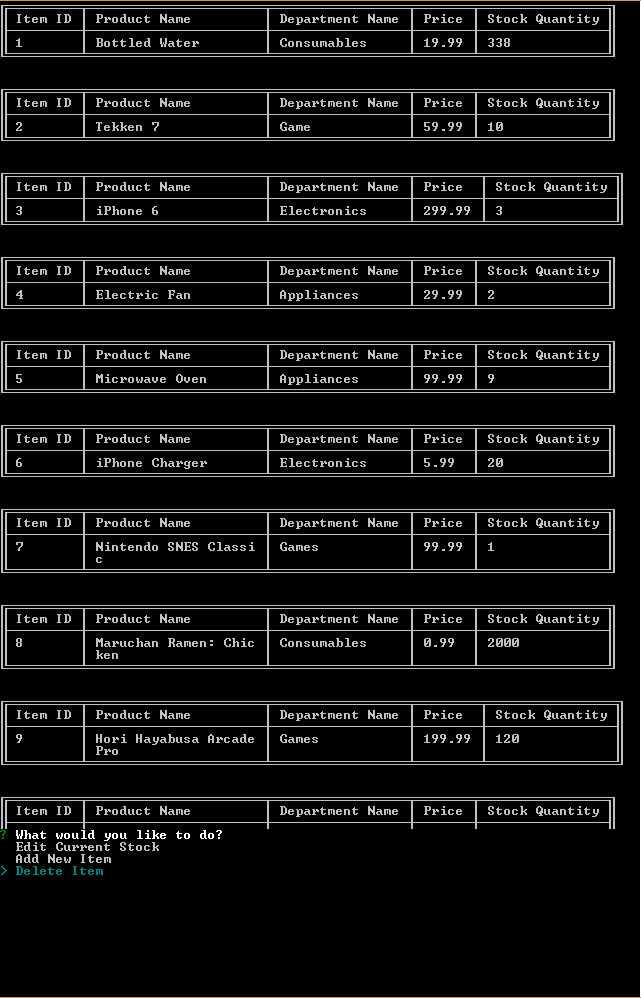 Item ID Product Name Department Name Price Stock Quantity
1 Bottled Water Consumables 19.99 338
Item ID Product Name Department Name Price Stock Quantity
2 Tekken 7 Game 59.99 10
Item ID Product Name Department Name Price Stock Quantity
3 iPhone 6 Electronics 299.99 3
Item ID Product Name Department Name Price Stock Quantity
4 Electric Fan Appliances 29.99 2
Item ID Product Name Department Name Price Stock Quantity
5 Microwave Oven Appliances 99.99 9
Item ID Product Name Department Name Price Stock Quantity
6 iPhone Charger Electronics 5.99 20
Item ID Product Name Department Name Price Stock Quantity
7 Nintendo SNES Classi Games 99.99 1
c
Item ID Product Name Department Name Price Stock Quantity
8 Maruchan Ramen: Chic Consumables 0.99 2000
ken
Item ID Product Name Department Name Price Stock Quantity
9 Hori Hayabusa Arcade Games 199.99 120
Pro
Item ID Product Name Department Name Price Stock Quantity
? What would you like to do?
Edit Current Stock
Add New Item
> Delete Item